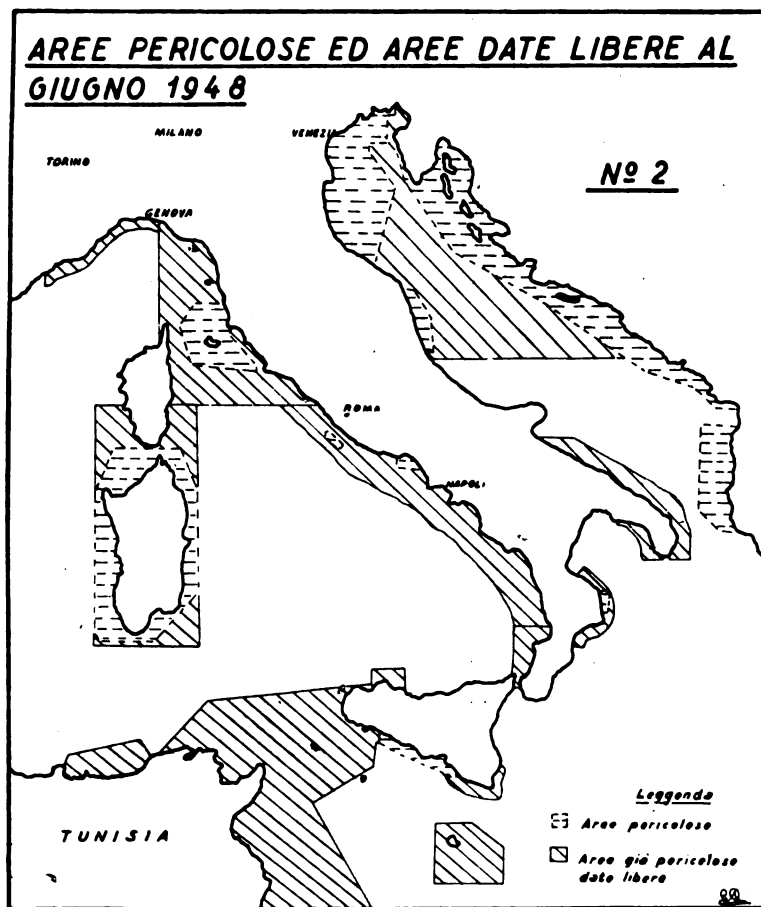 AREE PERICOLOSE ED AREE DATE LIBERE AL
GIUGNO 1948
MILANO
VENEZIA
TORINO
Nº 2
GENOVA
ROMA
NAPOLI
Leggenda
Aree pericolose
TUNISIA
Aree già pericolose
date libere